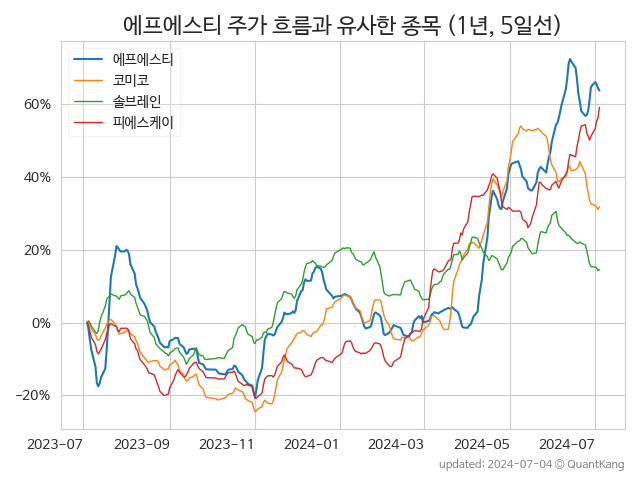 에프에스티 주가 흐름과 유사한 종목 (1년, 5일선)
에프에스티
코미코
솔브레인
피에스케이
60%
40%
20%
0%
−20%
2023-07 2023-09 2023-11 2024-01 2024-03 2024-05 2024-07
updated: 2024-07-04 © QuantKang